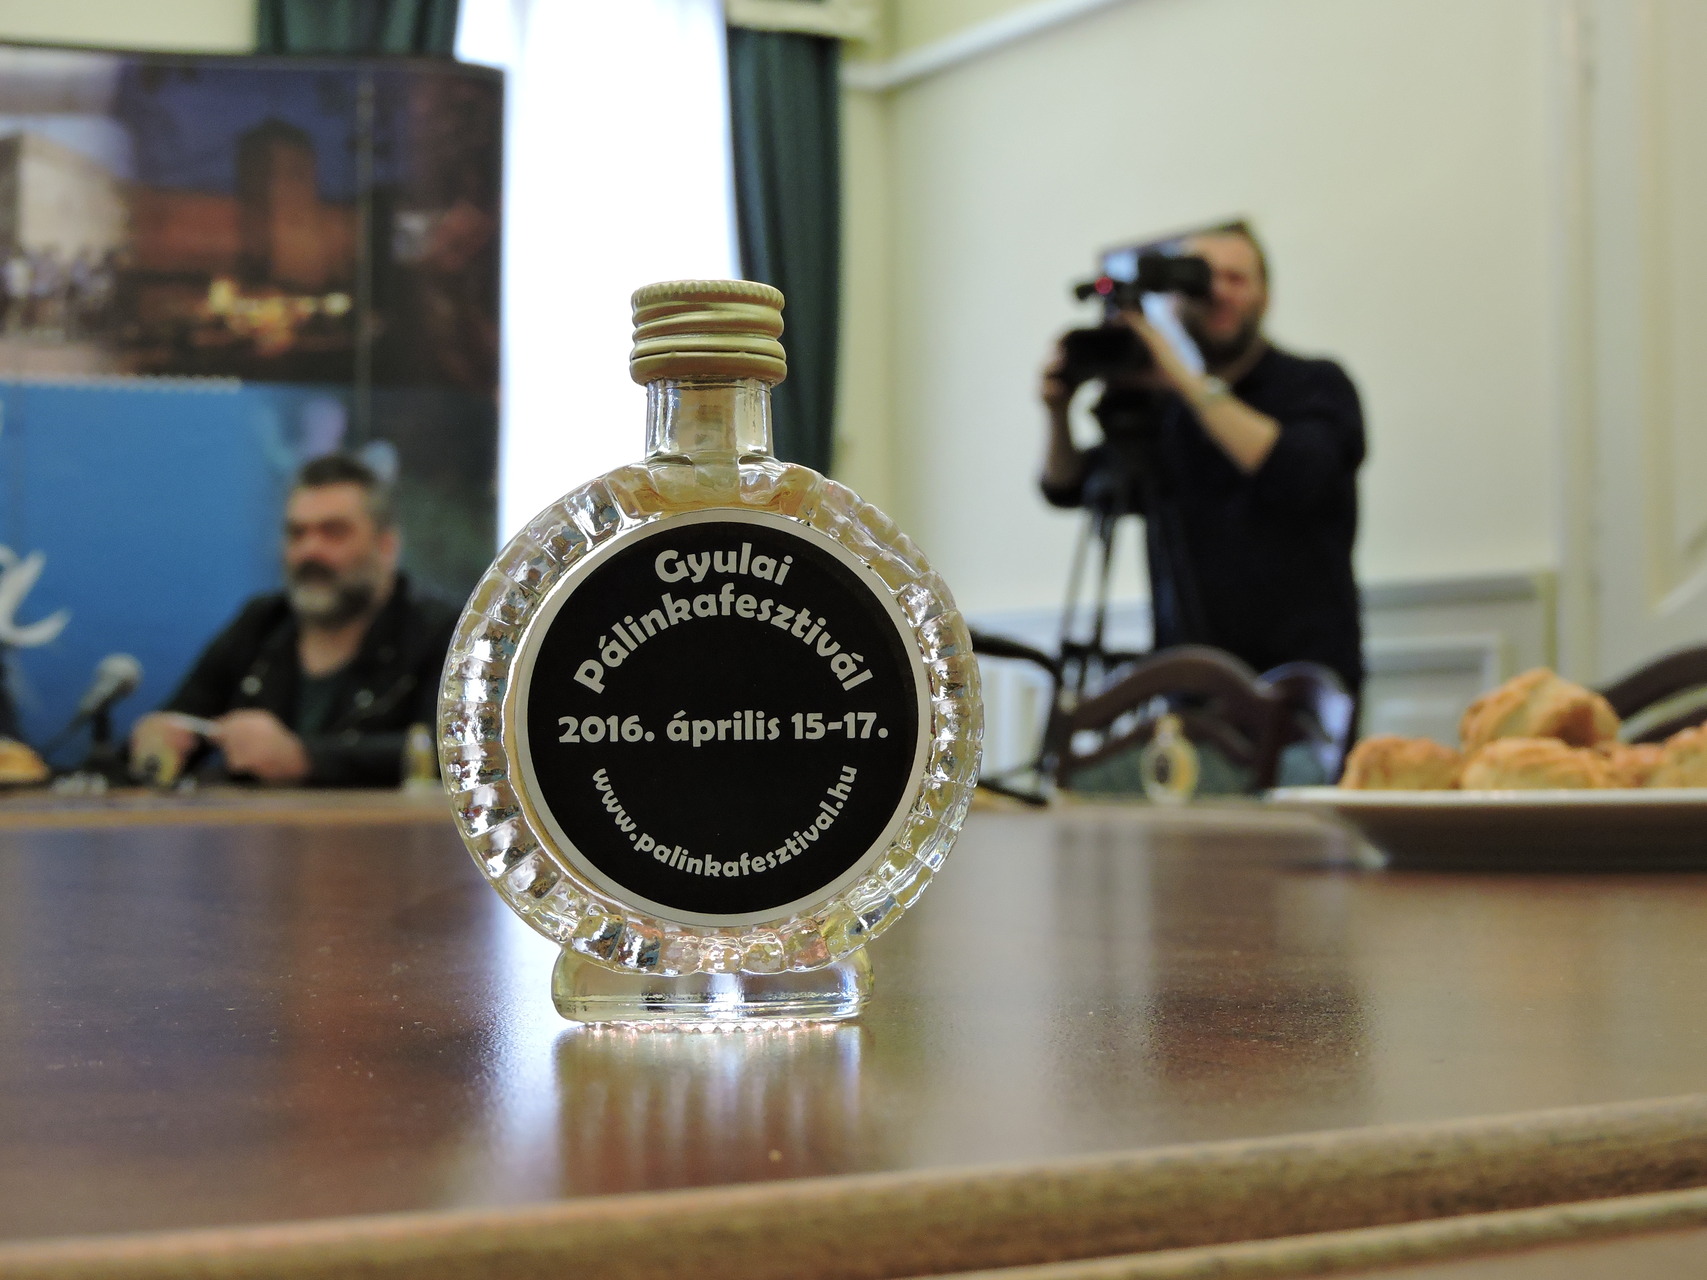 Gyulai
Pálinkafesztivál
2016. április 15-17.
www.palinkafesztival.hu